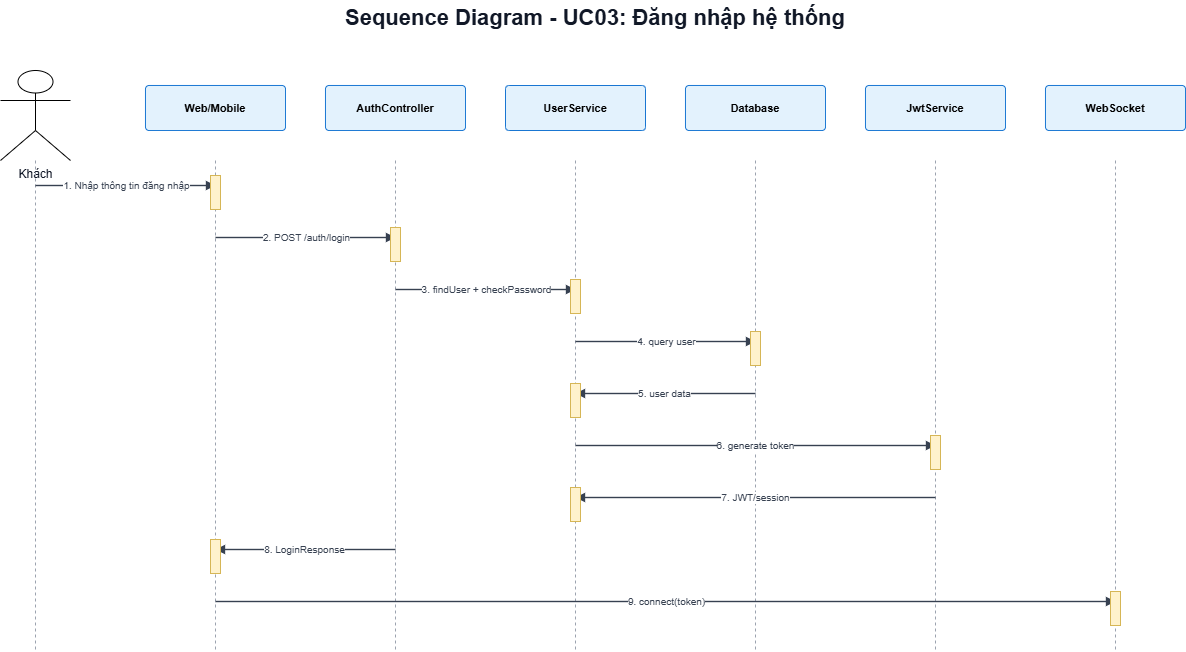 Sequence Diagram - UC03: Đăng nhập hệ thống
Web/Mobile
AuthController
UserService
Database
JwtService
WebSocket
Khách
1. Nhập thông tin đăng nhập
2. POST /auth/login
3. findUser + checkPassword
4. query user
5. user data
6. generate token
7. JWT/session
8. LoginResponse
9. connect(token)